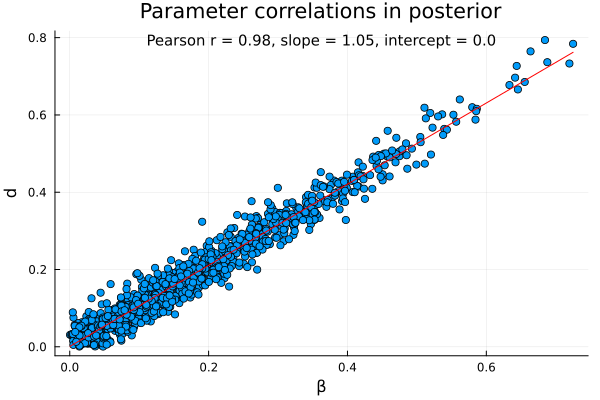 Parameter correlations in posterior
Pearson r = 0.98, slope = 1.05, intercept = 0.0
d
0.8
0.6
0.4
0.2
0.0
0.0 0.2 0.4 0.6
β